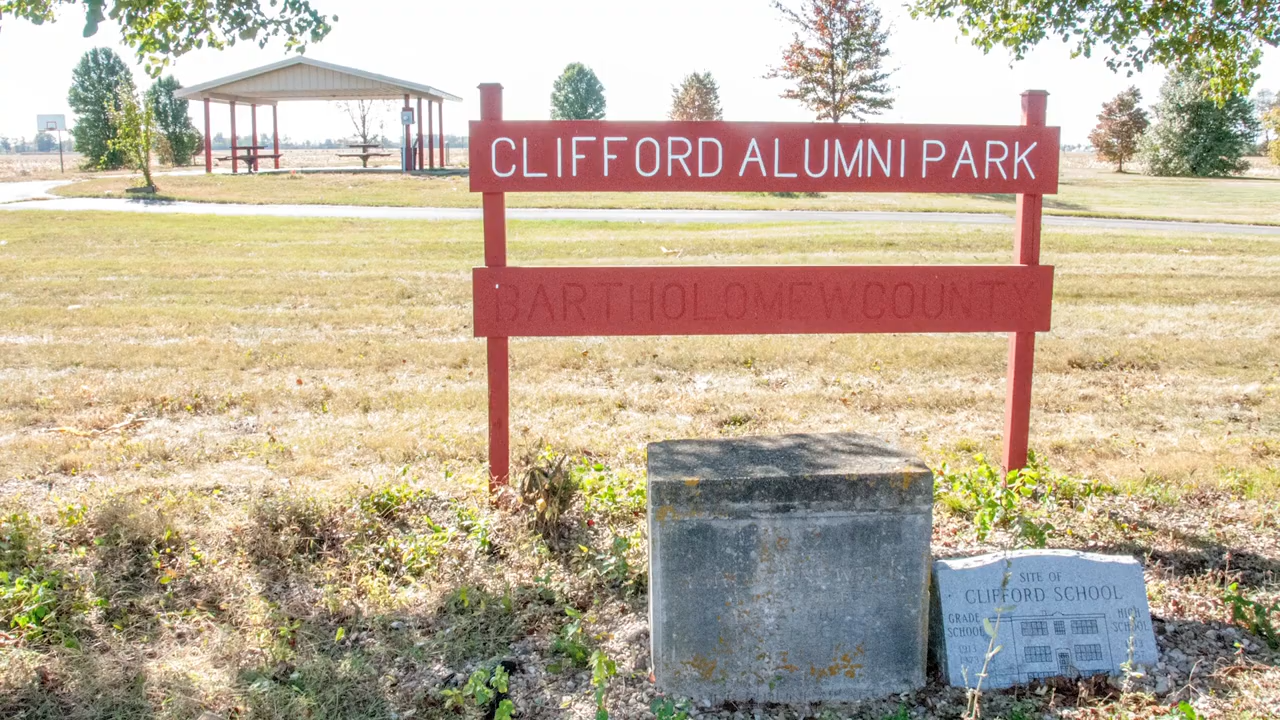 CLIFFORD ALUMNI PARK
BARTHOLOMEW COUNTY
SITE OF
CLIFFORD SCHOOL
GRADE HIGH
SCHOOL SCHOOL